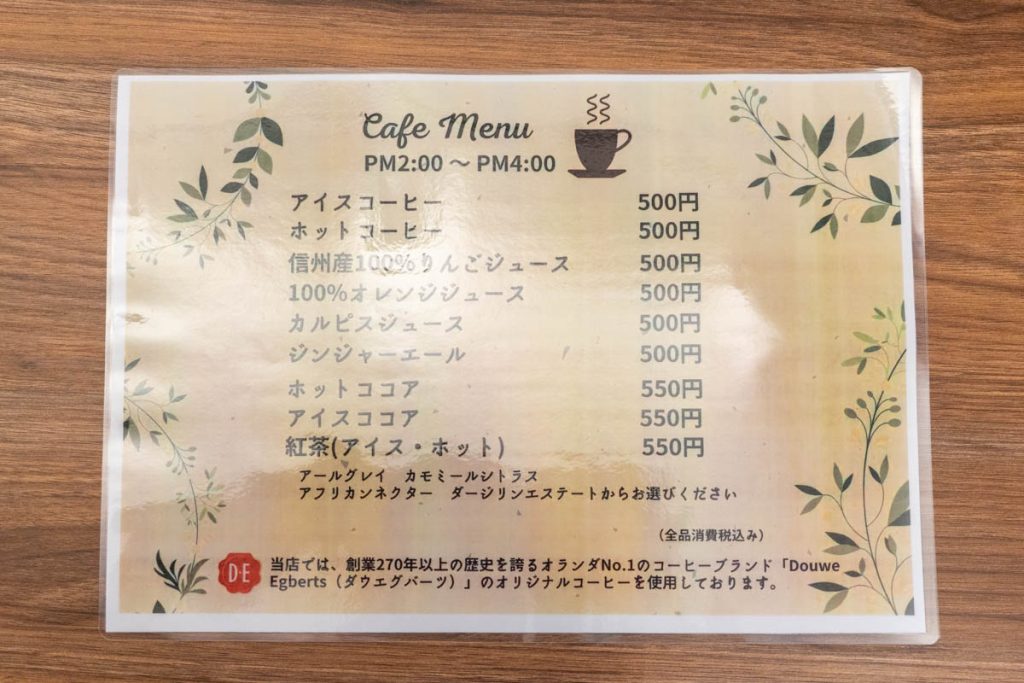 Cafe Menu
PM2:00 〜 PM4:00
アイスコーヒー 500円
ホットコーヒー 500円
信州産100%りんごジュース 500円
100%オレンジジュース 500円
カルピスジュース 500円
ジンジャーエール 500円
ホットココア 550円
アイスココア 550円
紅茶(アイス・ホット) 550円
アールグレイ カモミールシトラス
アフリカンネクター ダージリンエステートからお選びください
（全品消費税込み）
D·E
当店では、創業270年以上の歴史を誇るオランダNo.1のコーヒーブランド「Douwe
Egberts（ダウエグバーツ）」のオリジナルコーヒーを使用しております。